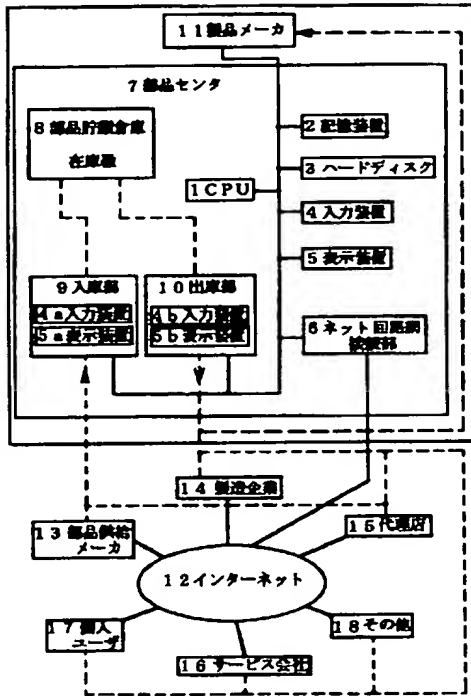 11製品メーカ
7部品センタ
8部品貯蔵倉庫
在庫数
2記憶装置
3ハードディスク
1CPU
4入力装置
5表示装置
9入庫部
4a入力装置
5a表示装置
10出庫部
4b入力装置
5b表示装置
6ネット回路網
接続部
14製造企業
13部品供給
メーカ
15代理店
12インターネット
17個人
ユーザ
18その他
16サービス会社